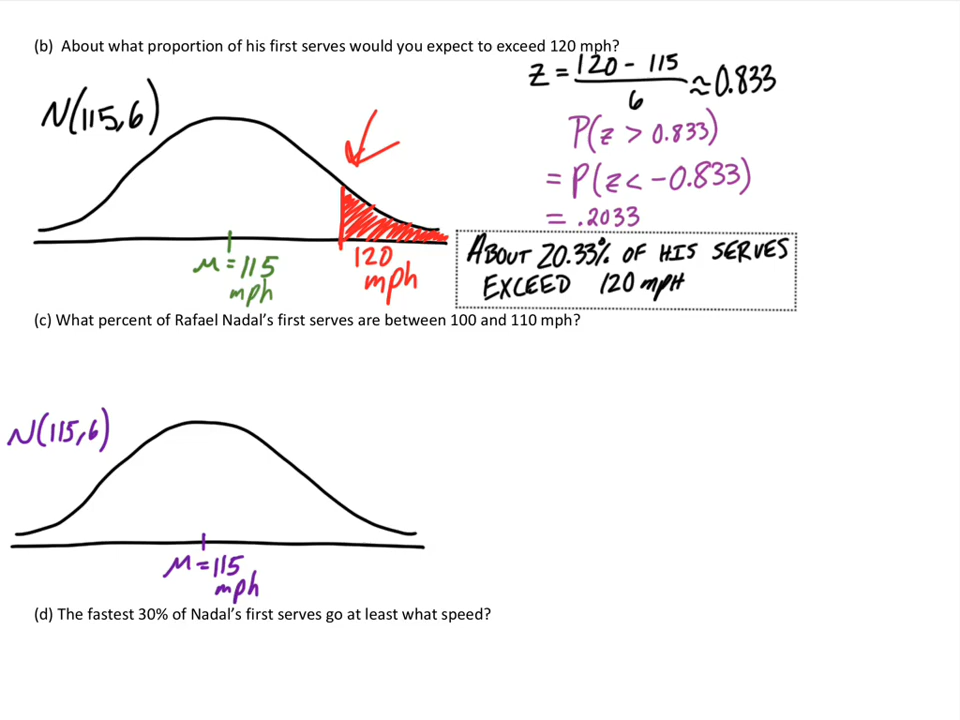 (b) About what proportion of his first serves would you expect to exceed 120 mph?
N(115,6)
z = 120 - 115 / 6 ≈ 0.833
P(z > 0.833)
= P(z < -0.833)
= .2033
μ = 115
mph
120
mph
ABOUT 20.33% OF HIS SERVES
EXCEED 120 mpH
(c) What percent of Rafael Nadal's first serves are between 100 and 110 mph?
N(115,6)
μ = 115
mph
(d) The fastest 30% of Nadal's first serves go at least what speed?